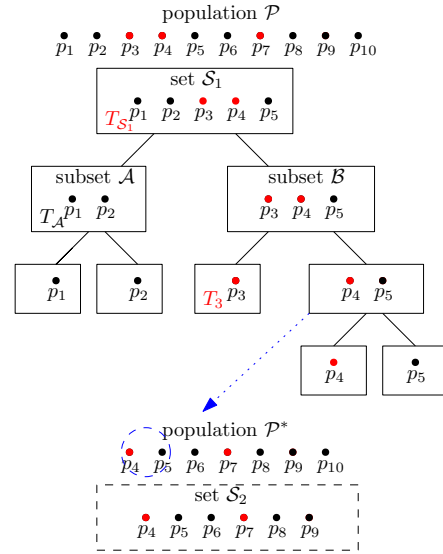 population 𝒫
p₁ p₂ p₃ p₄ p₅ p₆ p₇ p₈ p₉ p₁₀
set 𝒮₁
T_𝒮₁ p₁ p₂ p₃ p₄ p₅
subset 𝒜
T_𝒜 p₁ p₂
subset ℬ
p₃ p₄ p₅
p₁
p₂
T₃ p₃
p₄ p₅
p₄
p₅
population 𝒫*
p₄ p₅ p₆ p₇ p₈ p₉ p₁₀
set 𝒮₂
p₄ p₅ p₆ p₇ p₈ p₉